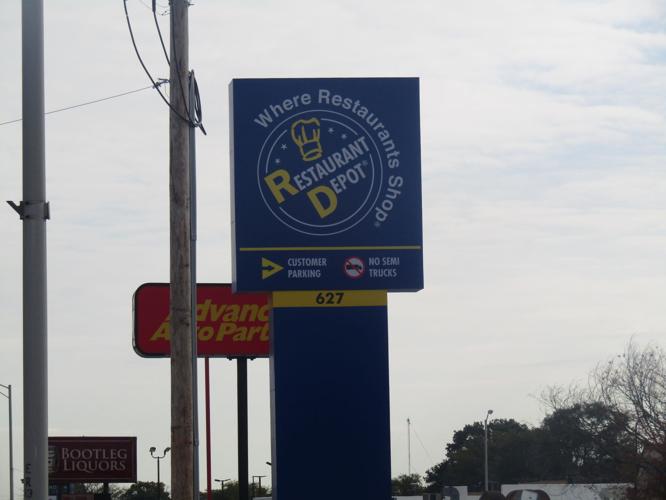 Where Restaurants Shop®
RESTAURANT
DEPOT®
CUSTOMER
PARKING
NO SEMI
TRUCKS
627
Advanc
Auto Part
BOOTLEG
LIQUORS